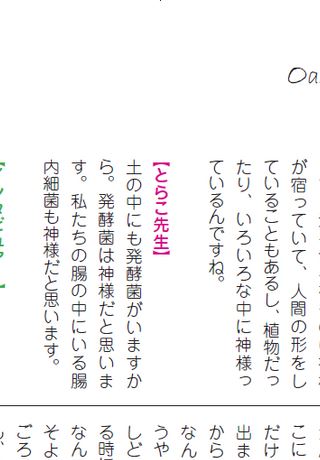 Oa
が宿っていて、人間の形をし
ていることもあるし、植物だっ
たり、いろいろな中に神様っ
ているんですね。
【とらこ先生】
土の中にも発酵菌がいますか
ら。発酵菌は神様だと思いま
す。私たちの腸の中にいる腸
内細菌も神様だと思います。
こに
だけ
出ま
から
なん
うや
しど
る時
なん
そよ
ごろ